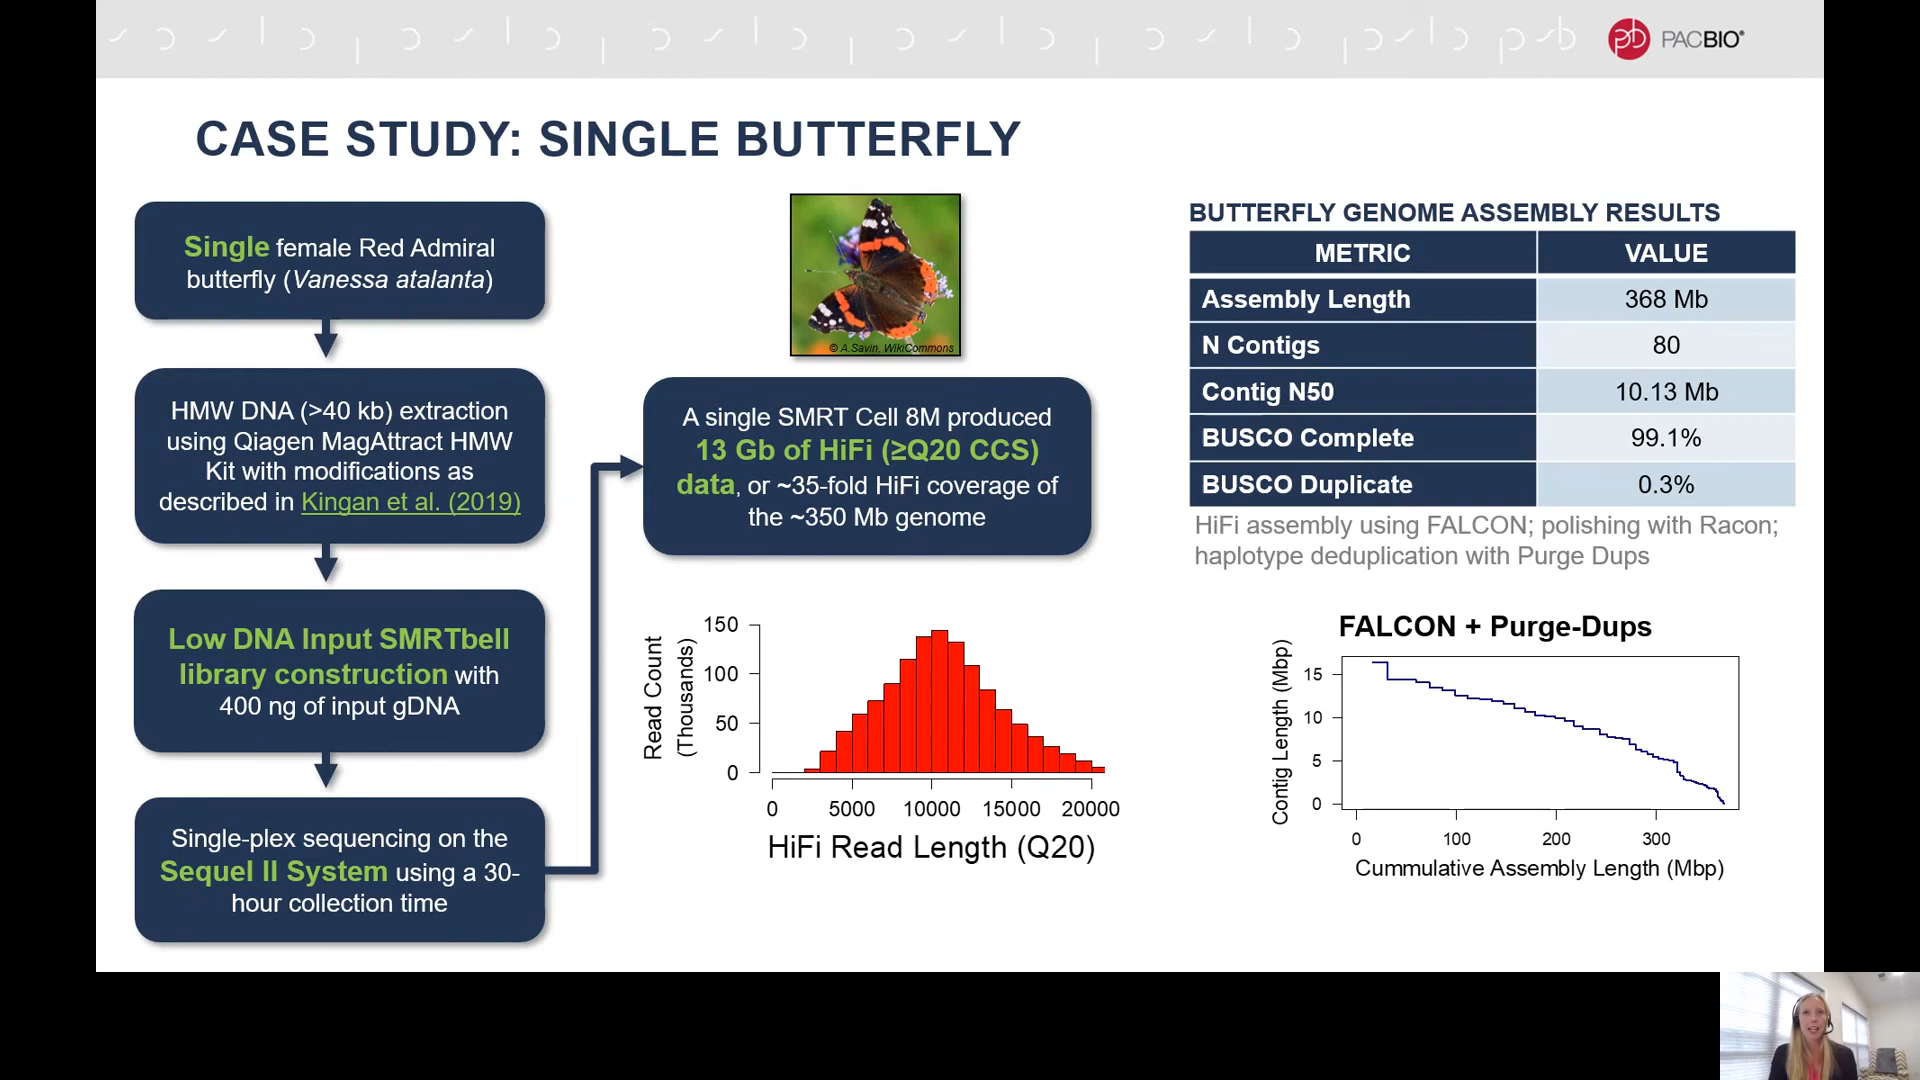 PACBIO®
CASE STUDY: SINGLE BUTTERFLY
Single female Red Admiral
butterfly (Vanessa atalanta)
HMW DNA (>40 kb) extraction
using Qiagen MagAttract HMW
Kit with modifications as
described in Kingan et al. (2019)
Low DNA Input SMRTbell
library construction with
400 ng of input gDNA
Single-plex sequencing on the
Sequel II System using a 30-
hour collection time
© A.Savin, WikiCommons
A single SMRT Cell 8M produced
13 Gb of HiFi (≥Q20 CCS)
data, or ~35-fold HiFi coverage of
the ~350 Mb genome
Read Count
(Thousands)
150
100
50
0
0 5000 10000 15000 20000
HiFi Read Length (Q20)
BUTTERFLY GENOME ASSEMBLY RESULTS
METRIC VALUE
Assembly Length 368 Mb
N Contigs 80
Contig N50 10.13 Mb
BUSCO Complete 99.1%
BUSCO Duplicate 0.3%
HiFi assembly using FALCON; polishing with Racon;
haplotype deduplication with Purge Dups
FALCON + Purge-Dups
Contig Length (Mbp)
15
10
5
0
0 100 200 300
Cummulative Assembly Length (Mbp)